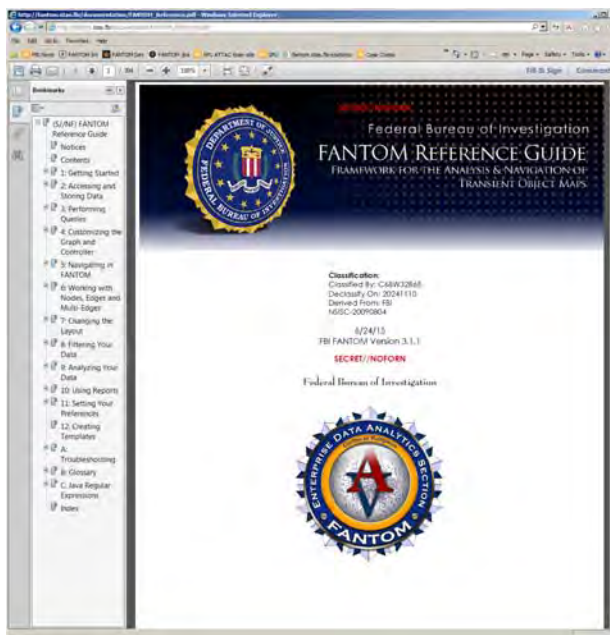 Bookmarks
(S//NF) FANTOM
Reference Guide
Notices
Contents
1: Getting Started
2: Accessing and
Storing Data
3: Performing
Queries
4: Customizing the
Graph and
Controller
5: Navigating in
FANTOM
6: Working with
Nodes, Edges and
Multi-Edges
7: Changing the
Layout
8: Filtering Your
Data
9: Analyzing Your
Data
10: Using Reports
11: Setting Your
Preferences
12: Creating
Templates
A:
Troubleshooting
B: Glossary
C: Java Regular
Expressions
Index
DEPARTMENT OF JUSTICE
FEDERAL BUREAU OF INVESTIGATION
Federal Bureau of Investigation
FANTOM REFERENCE GUIDE
FRAMEWORK FOR THE ANALYSIS & NAVIGATION OF
TRANSIENT OBJECT MAPS
Classification:
Classified By: C68W32B65
Declassify On: 20241110
Derived From: FBI
NSISC-20090804
6/24/15
FBI FANTOM Version 3.1.1
SECRET//NOFORN
Federal Bureau of Investigation
ENTERPRISE DATA ANALYTICS SECTION
FANTOM